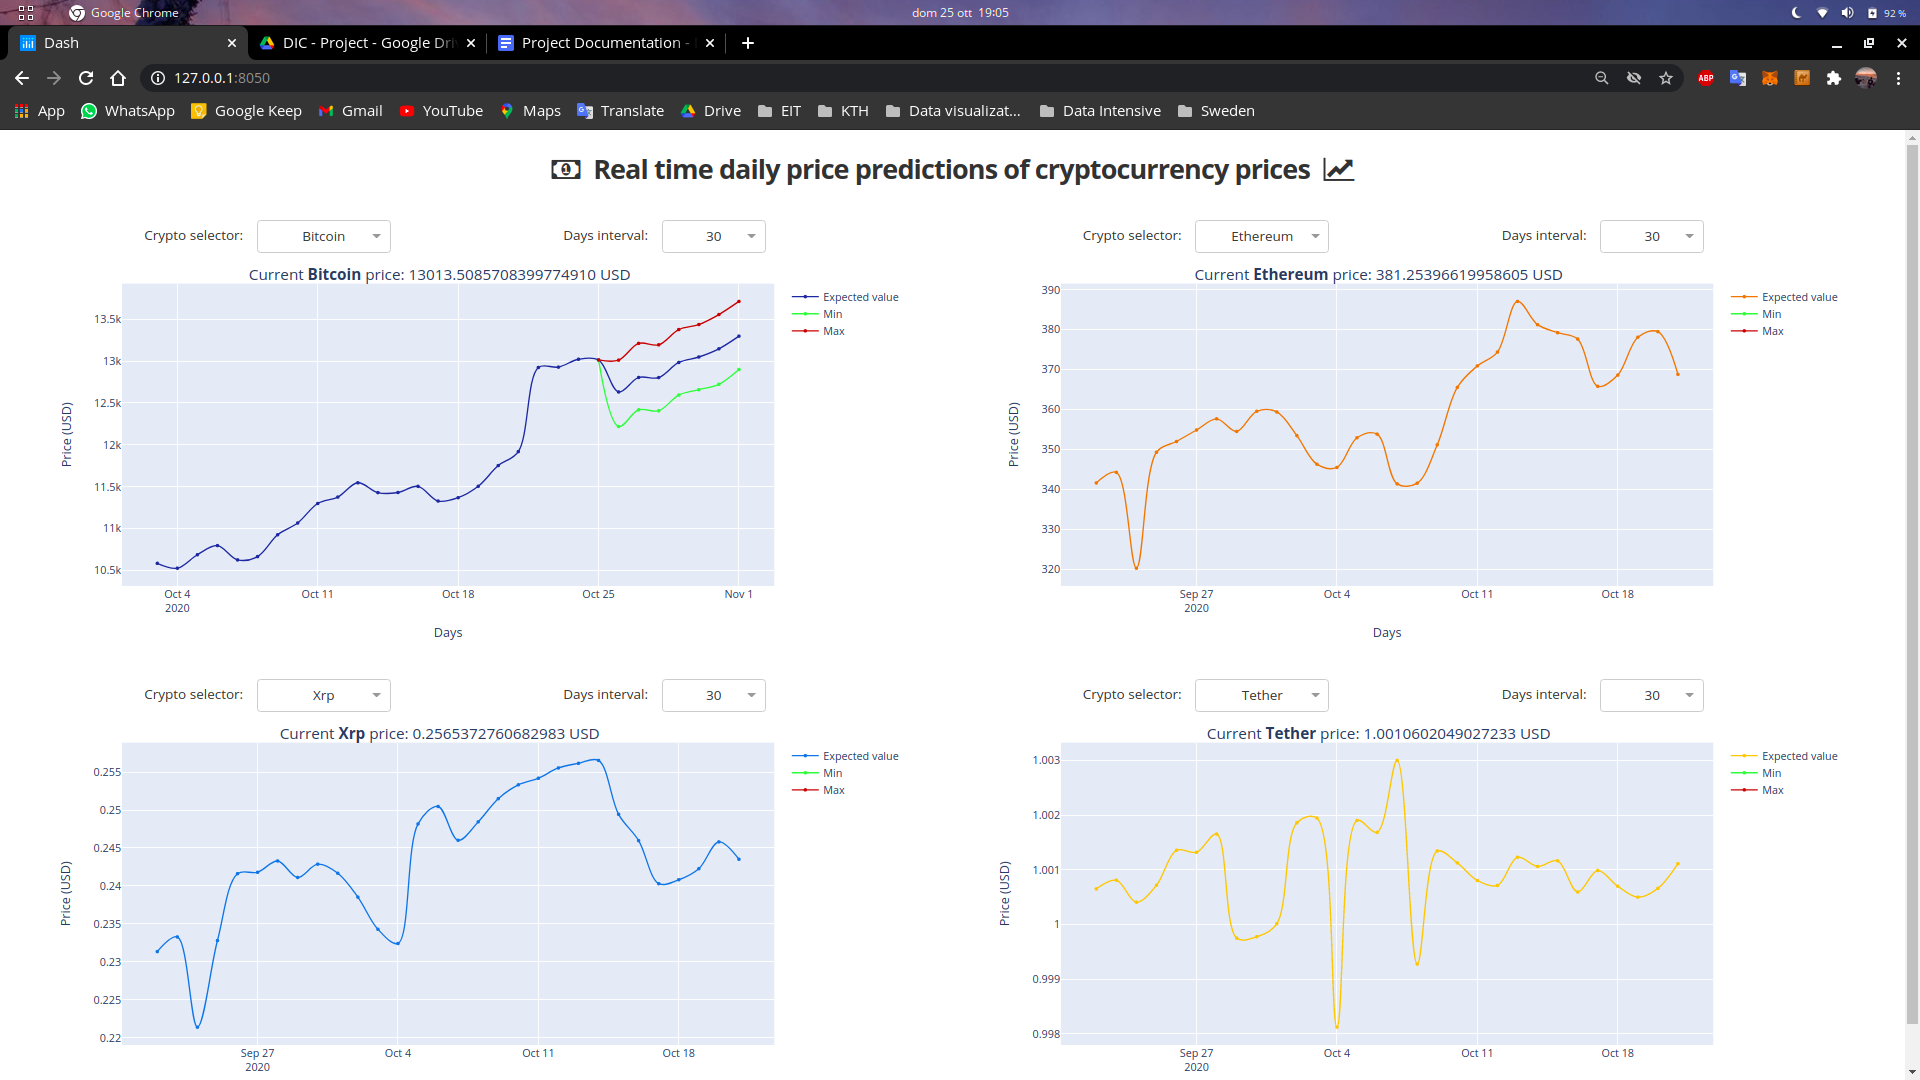 Google Chrome
dom 25 ott 19:05
92 %
Dash
DIC - Project - Google Dri
Project Documentation -
127.0.0.1:8050
ABP
App
WhatsApp
Google Keep
Gmail
YouTube
Maps
Translate
Drive
EIT
KTH
Data visualizat...
Data Intensive
Sweden
Real time daily price predictions of cryptocurrency prices
Crypto selector:
Bitcoin
Days interval:
30
Current Bitcoin price: 13013.5085708399774910 USD
Expected value
Min
Max
13.5k
13k
12.5k
12k
11.5k
11k
10.5k
Price (USD)
Oct 4
2020
Oct 11
Oct 18
Oct 25
Nov 1
Days
Crypto selector:
Ethereum
Days interval:
30
Current Ethereum price: 381.25396619958605 USD
Expected value
Min
Max
390
380
370
360
350
340
330
320
Price (USD)
Sep 27
2020
Oct 4
Oct 11
Oct 18
Days
Crypto selector:
Xrp
Days interval:
30
Current Xrp price: 0.2565372760682983 USD
Expected value
Min
Max
0.255
0.25
0.245
0.24
0.235
0.23
0.225
0.22
Price (USD)
Sep 27
2020
Oct 4
Oct 11
Oct 18
Crypto selector:
Tether
Days interval:
30
Current Tether price: 1.0010602049027233 USD
Expected value
Min
Max
1.003
1.002
1.001
1
0.999
0.998
Price (USD)
Sep 27
2020
Oct 4
Oct 11
Oct 18